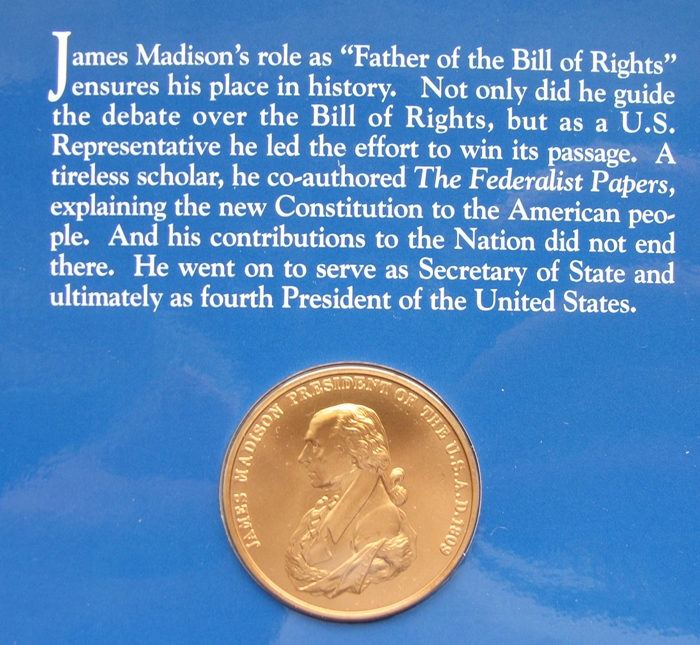 James Madison's role as “Father of the Bill of Rights”
ensures his place in history. Not only did he guide
the debate over the Bill of Rights, but as a U.S.
Representative he led the effort to win its passage. A
tireless scholar, he co-authored The Federalist Papers,
explaining the new Constitution to the American peo-
ple. And his contributions to the Nation did not end
there. He went on to serve as Secretary of State and
ultimately as fourth President of the United States.
JAMES MADISON PRESIDENT OF THE U.S.A.D.1809